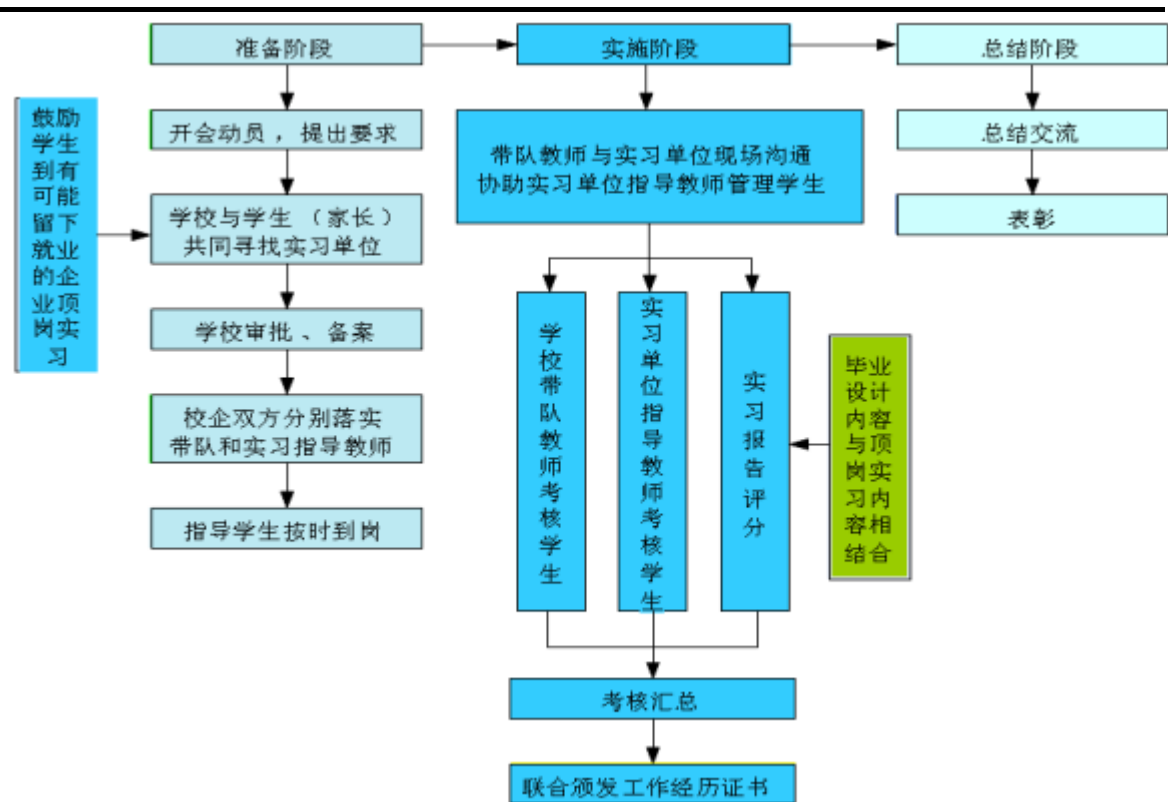 准备阶段
实施阶段
总结阶段
鼓励
学生
到有
可能
留下
就业
的企
业顶
岗实
习
开会动员，提出要求
学校与学生（家长）
共同寻找实习单位
学校审批、备案
校企双方分别落实
带队和实习指导教师
指导学生按时到岗
带队教师与实习单位现场沟通
协助实习单位指导教师管理学生
学校带队教师考核学生
实习单位指导教师考核学生
实习报告评分
毕业
设计
内容
与顶
岗实
习内
容相
结合
考核汇总
联合颁发工作经历证书
总结交流
表彰